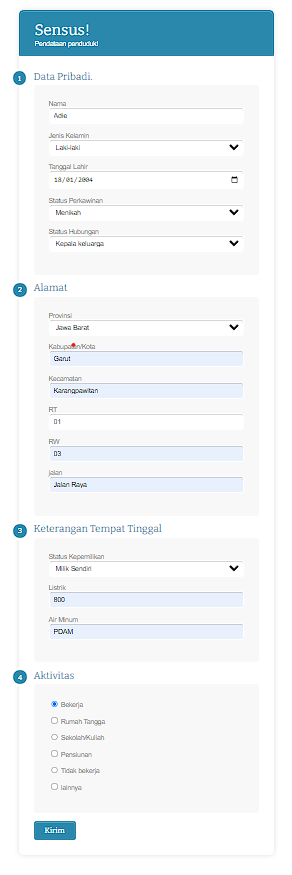 Sensus!
Pendataan penduduk!
1 Data Pribadi.
Nama
Adie
Jenis Kelamin
Laki-laki
Tanggal Lahir
18/01/2004
Status Perkawinan
Menikah
Status Hubungan
Kepala keluarga
2 Alamat
Provinsi
Jawa Barat
Kabupaten/Kota
Garut
Kecamatan
Karangpawitan
RT
01
RW
03
jalan
Jalan Raya
3 Keterangan Tempat Tinggal
Status Kepemilikan
Milik Sendiri
Listrik
800
Air Minum
PDAM
4 Aktivitas
Bekerja
Rumah Tangga
Sekolah/Kuliah
Pensiunan
Tidak bekerja
lainnya
Kirim